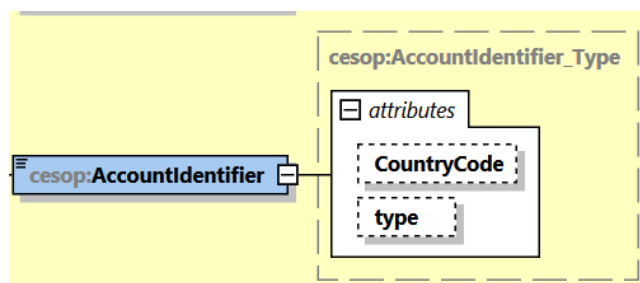 cesop:AccountIdentifier_Type
attributes
cesop:AccountIdentifier
CountryCode
type